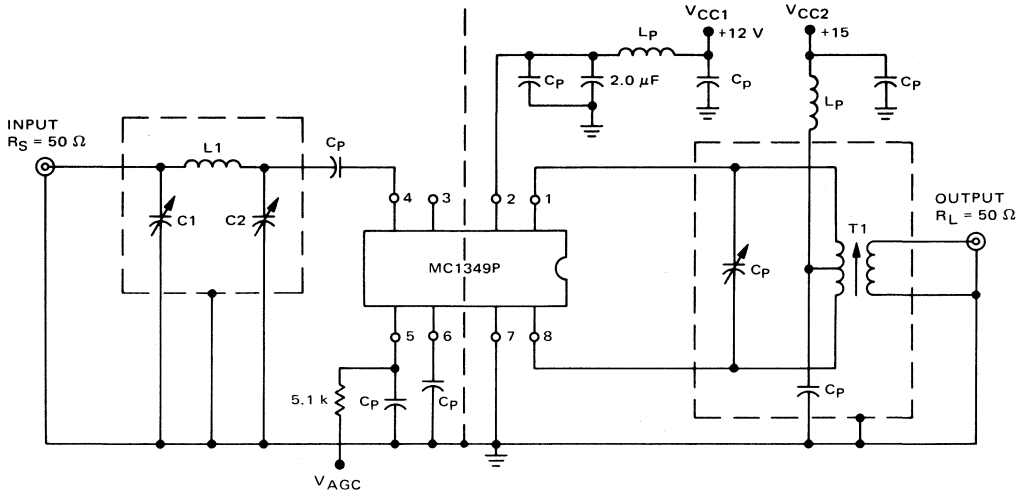 VCC1
+12 V
VCC2
+15
LP
CP
2.0 μF
Cp
LP
CP
INPUT
RS = 50 Ω
L1
CP
C1
C2
4
3
2
1
MC1349P
CP
T1
OUTPUT
RL = 50 Ω
5
6
7
8
5.1 k
CP
CP
CP
VAGC